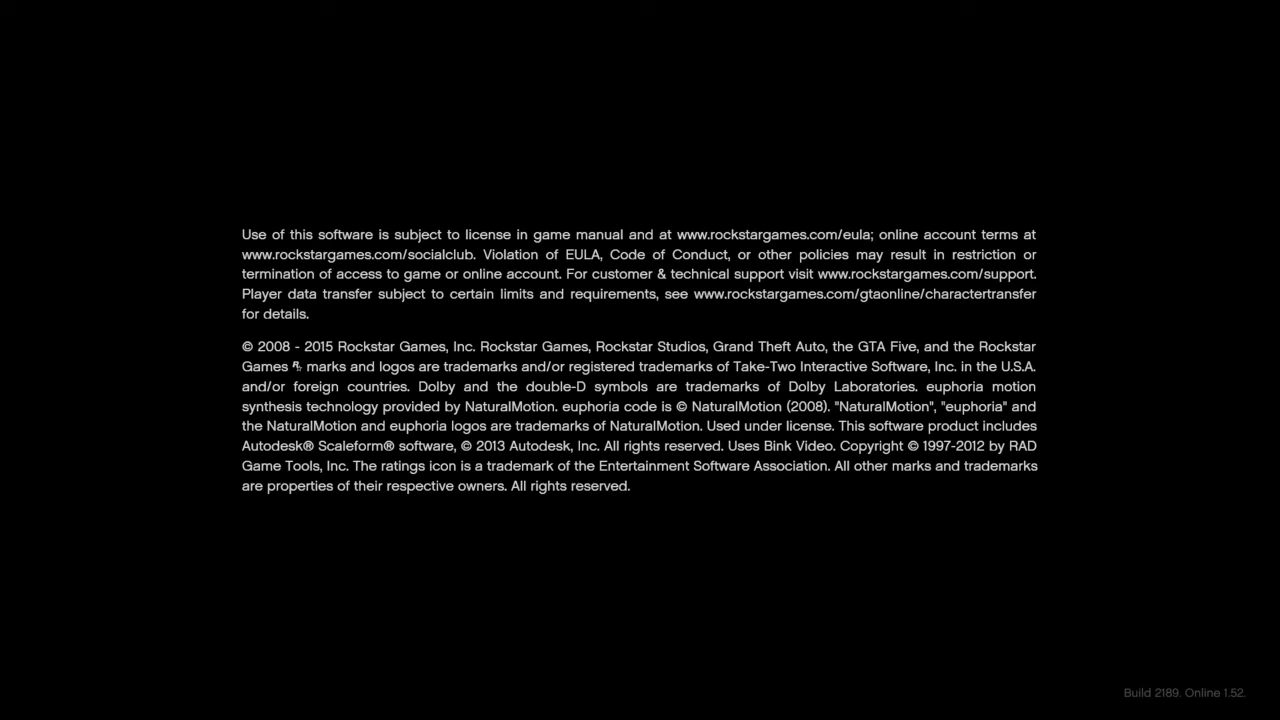 Use of this software is subject to license in game manual and at www.rockstargames.com/eula; online account terms at
www.rockstargames.com/socialclub. Violation of EULA, Code of Conduct, or other policies may result in restriction or
termination of access to game or online account. For customer & technical support visit www.rockstargames.com/support.
Player data transfer subject to certain limits and requirements, see www.rockstargames.com/gtaonline/charactertransfer
for details.
© 2008 - 2015 Rockstar Games, Inc. Rockstar Games, Rockstar Studios, Grand Theft Auto, the GTA Five, and the Rockstar
Games R* marks and logos are trademarks and/or registered trademarks of Take-Two Interactive Software, Inc. in the U.S.A.
and/or foreign countries. Dolby and the double-D symbols are trademarks of Dolby Laboratories. euphoria motion
synthesis technology provided by NaturalMotion. euphoria code is © NaturalMotion (2008). "NaturalMotion", "euphoria" and
the NaturalMotion and euphoria logos are trademarks of NaturalMotion. Used under license. This software product includes
Autodesk® Scaleform® software, © 2013 Autodesk, Inc. All rights reserved. Uses Bink Video. Copyright © 1997-2012 by RAD
Game Tools, Inc. The ratings icon is a trademark of the Entertainment Software Association. All other marks and trademarks
are properties of their respective owners. All rights reserved.
Build 2189. Online 1.52.